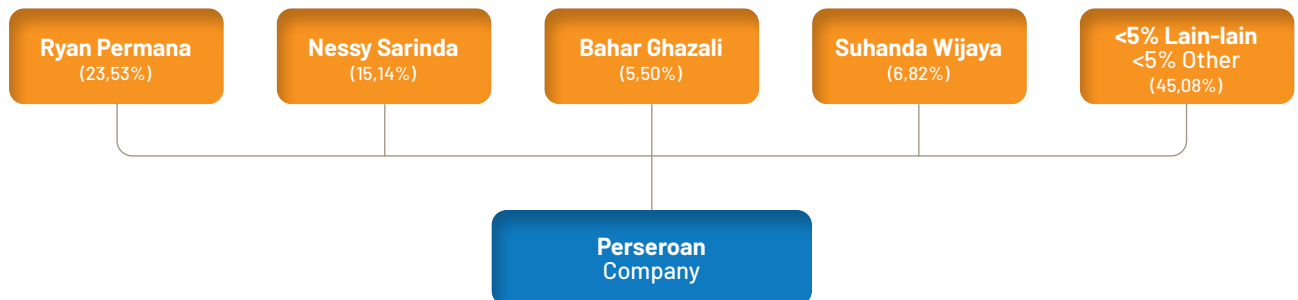 Ryan Permana
(23,53%)
Nessy Sarinda
(15,14%)
Bahar Ghazali
(5,50%)
Suhanda Wijaya
(6,82%)
<5% Lain-lain
<5% Other
(45,08%)
Perseroan
Company